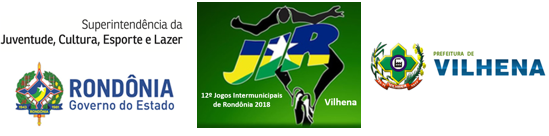 Superintendência da
Juventude, Cultura, Esporte e Lazer
RONDÔNIA
Governo do Estado
JIR
12º Jogos Intermunicipais
de Rondônia 2018
Vilhena
PREFEITURA DE
VILHENA